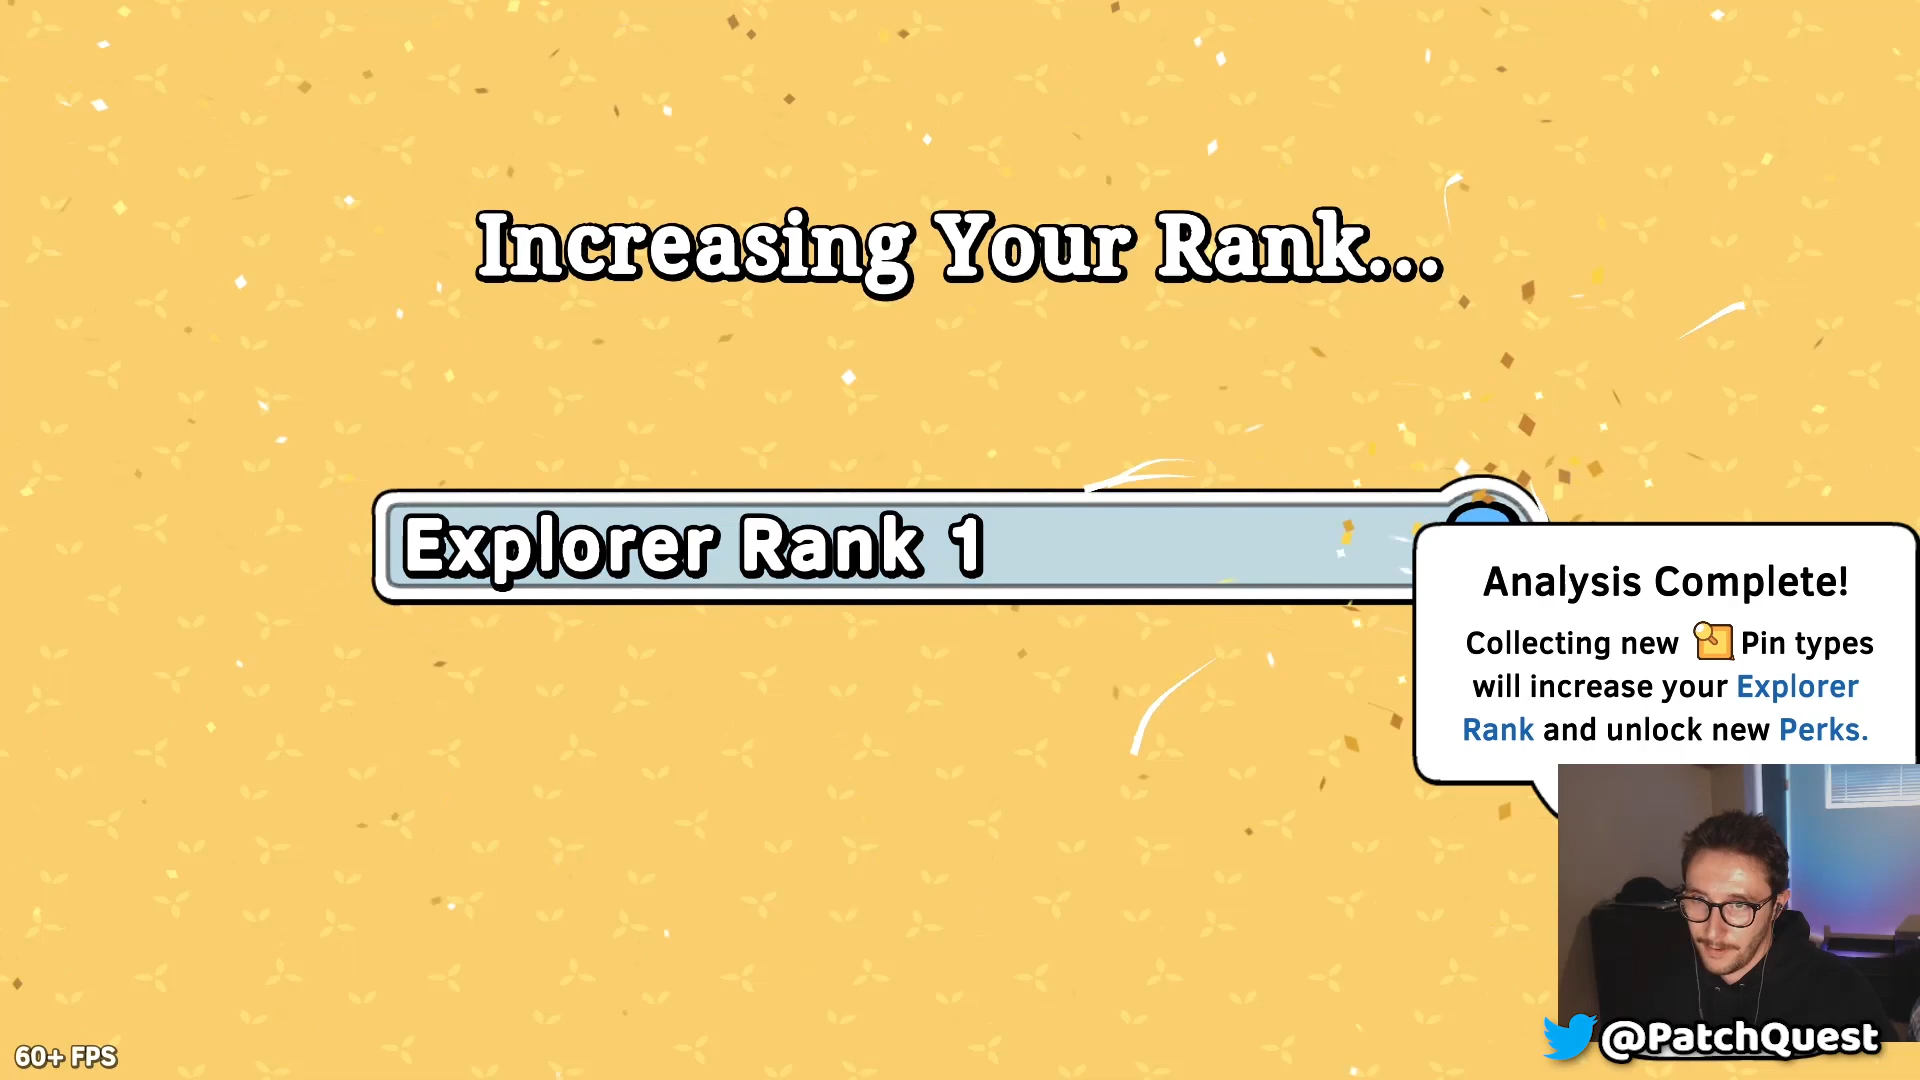 Increasing Your Rank...
Explorer Rank 1
Analysis Complete!
Collecting new Pin types
will increase your Explorer
Rank and unlock new Perks.
@PatchQuest
60+ FPS